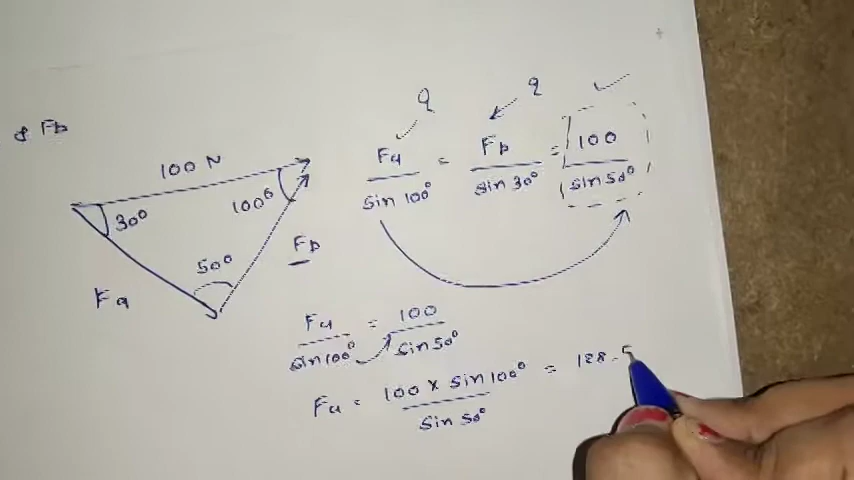 & Fb
100 N
30°
100°
50°
Fa
Fb
q q
Fa / sin 100° = Fb / sin 30° = 100 / sin 50°
Fa / sin 100° = 100 / sin 50°
Fa = 100 x sin 100° / sin 50° = 128.5